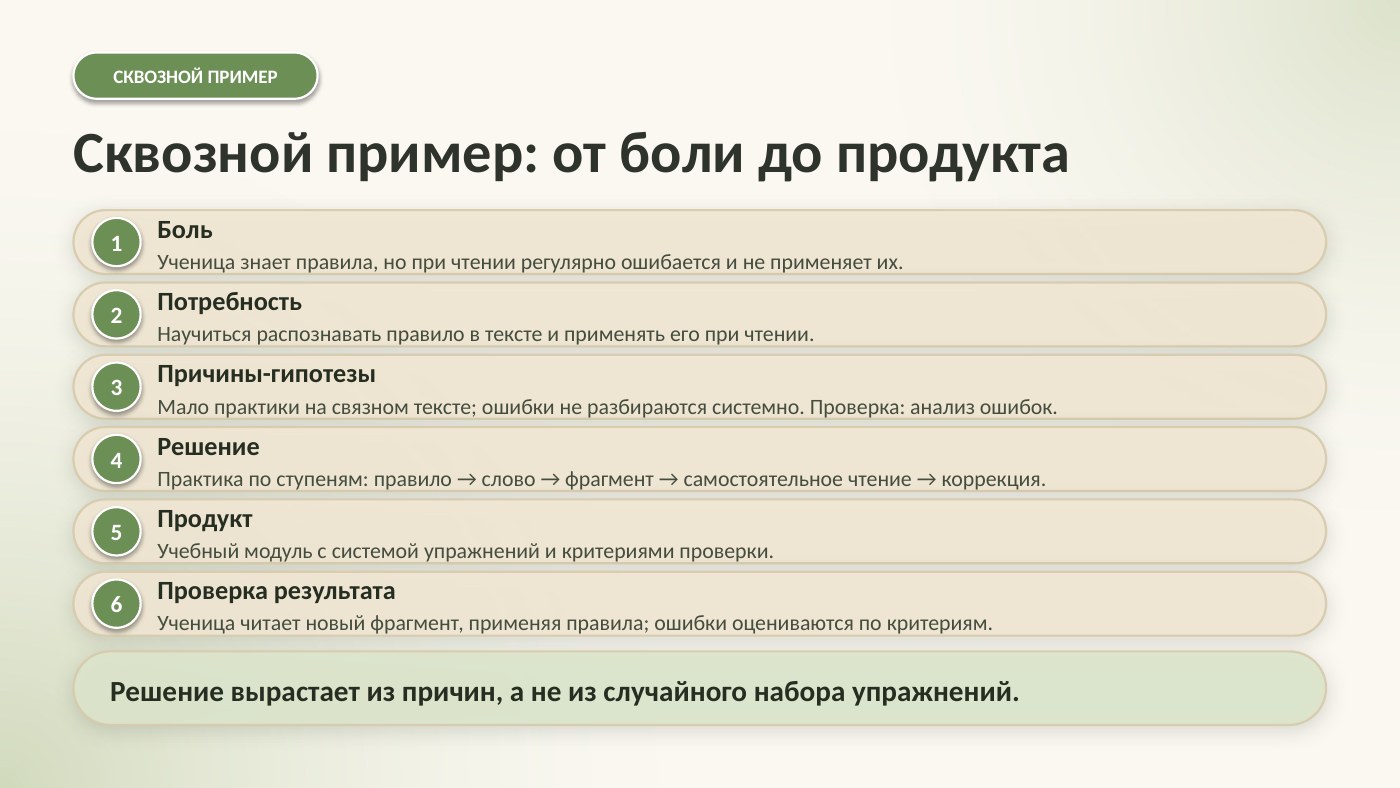 СКВОЗНОЙ ПРИМЕР
Сквозной пример: от боли до продукта
1
Боль
Ученица знает правила, но при чтении регулярно ошибается и не применяет их.
2
Потребность
Научиться распознавать правило в тексте и применять его при чтении.
3
Причины-гипотезы
Мало практики на связном тексте; ошибки не разбираются системно. Проверка: анализ ошибок.
4
Решение
Практика по ступеням: правило → слово → фрагмент → самостоятельное чтение → коррекция.
5
Продукт
Учебный модуль с системой упражнений и критериями проверки.
6
Проверка результата
Ученица читает новый фрагмент, применяя правила; ошибки оцениваются по критериям.
Решение вырастает из причин, а не из случайного набора упражнений.